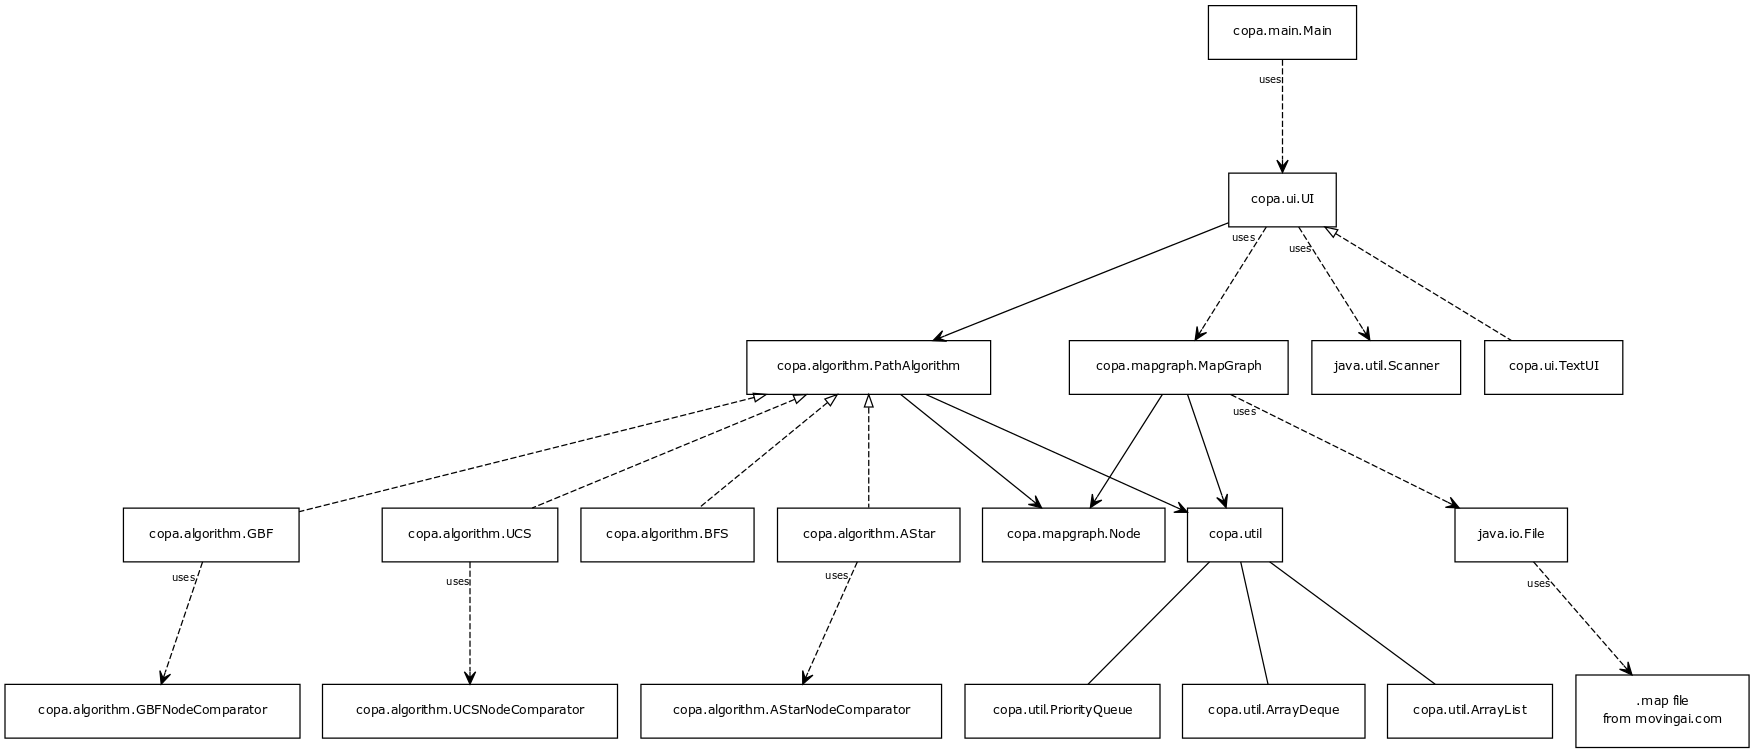 copa.main.Main
uses
copa.ui.UI
uses
uses
copa.algorithm.PathAlgorithm
copa.mapgraph.MapGraph
java.util.Scanner
copa.ui.TextUI
uses
copa.algorithm.GBF
copa.algorithm.UCS
copa.algorithm.BFS
copa.algorithm.AStar
copa.mapgraph.Node
copa.util
java.io.File
uses
uses
uses
uses
copa.algorithm.GBFNodeComparator
copa.algorithm.UCSNodeComparator
copa.algorithm.AStarNodeComparator
copa.util.PriorityQueue
copa.util.ArrayDeque
copa.util.ArrayList
.map file
from movingai.com